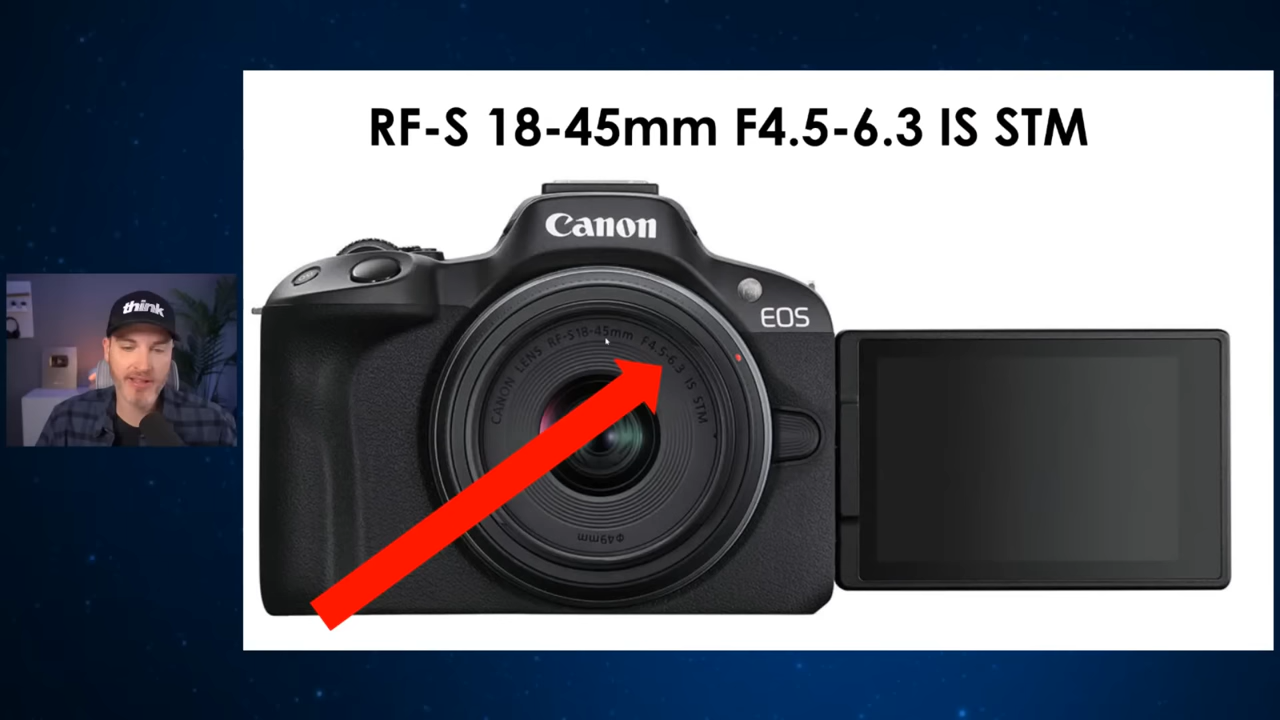 RF-S 18-45mm F4.5-6.3 IS STM
Canon
EOS
think
CANON LENS RF-S18-45mm F4.5-6.3 IS STM
ϕ49mm